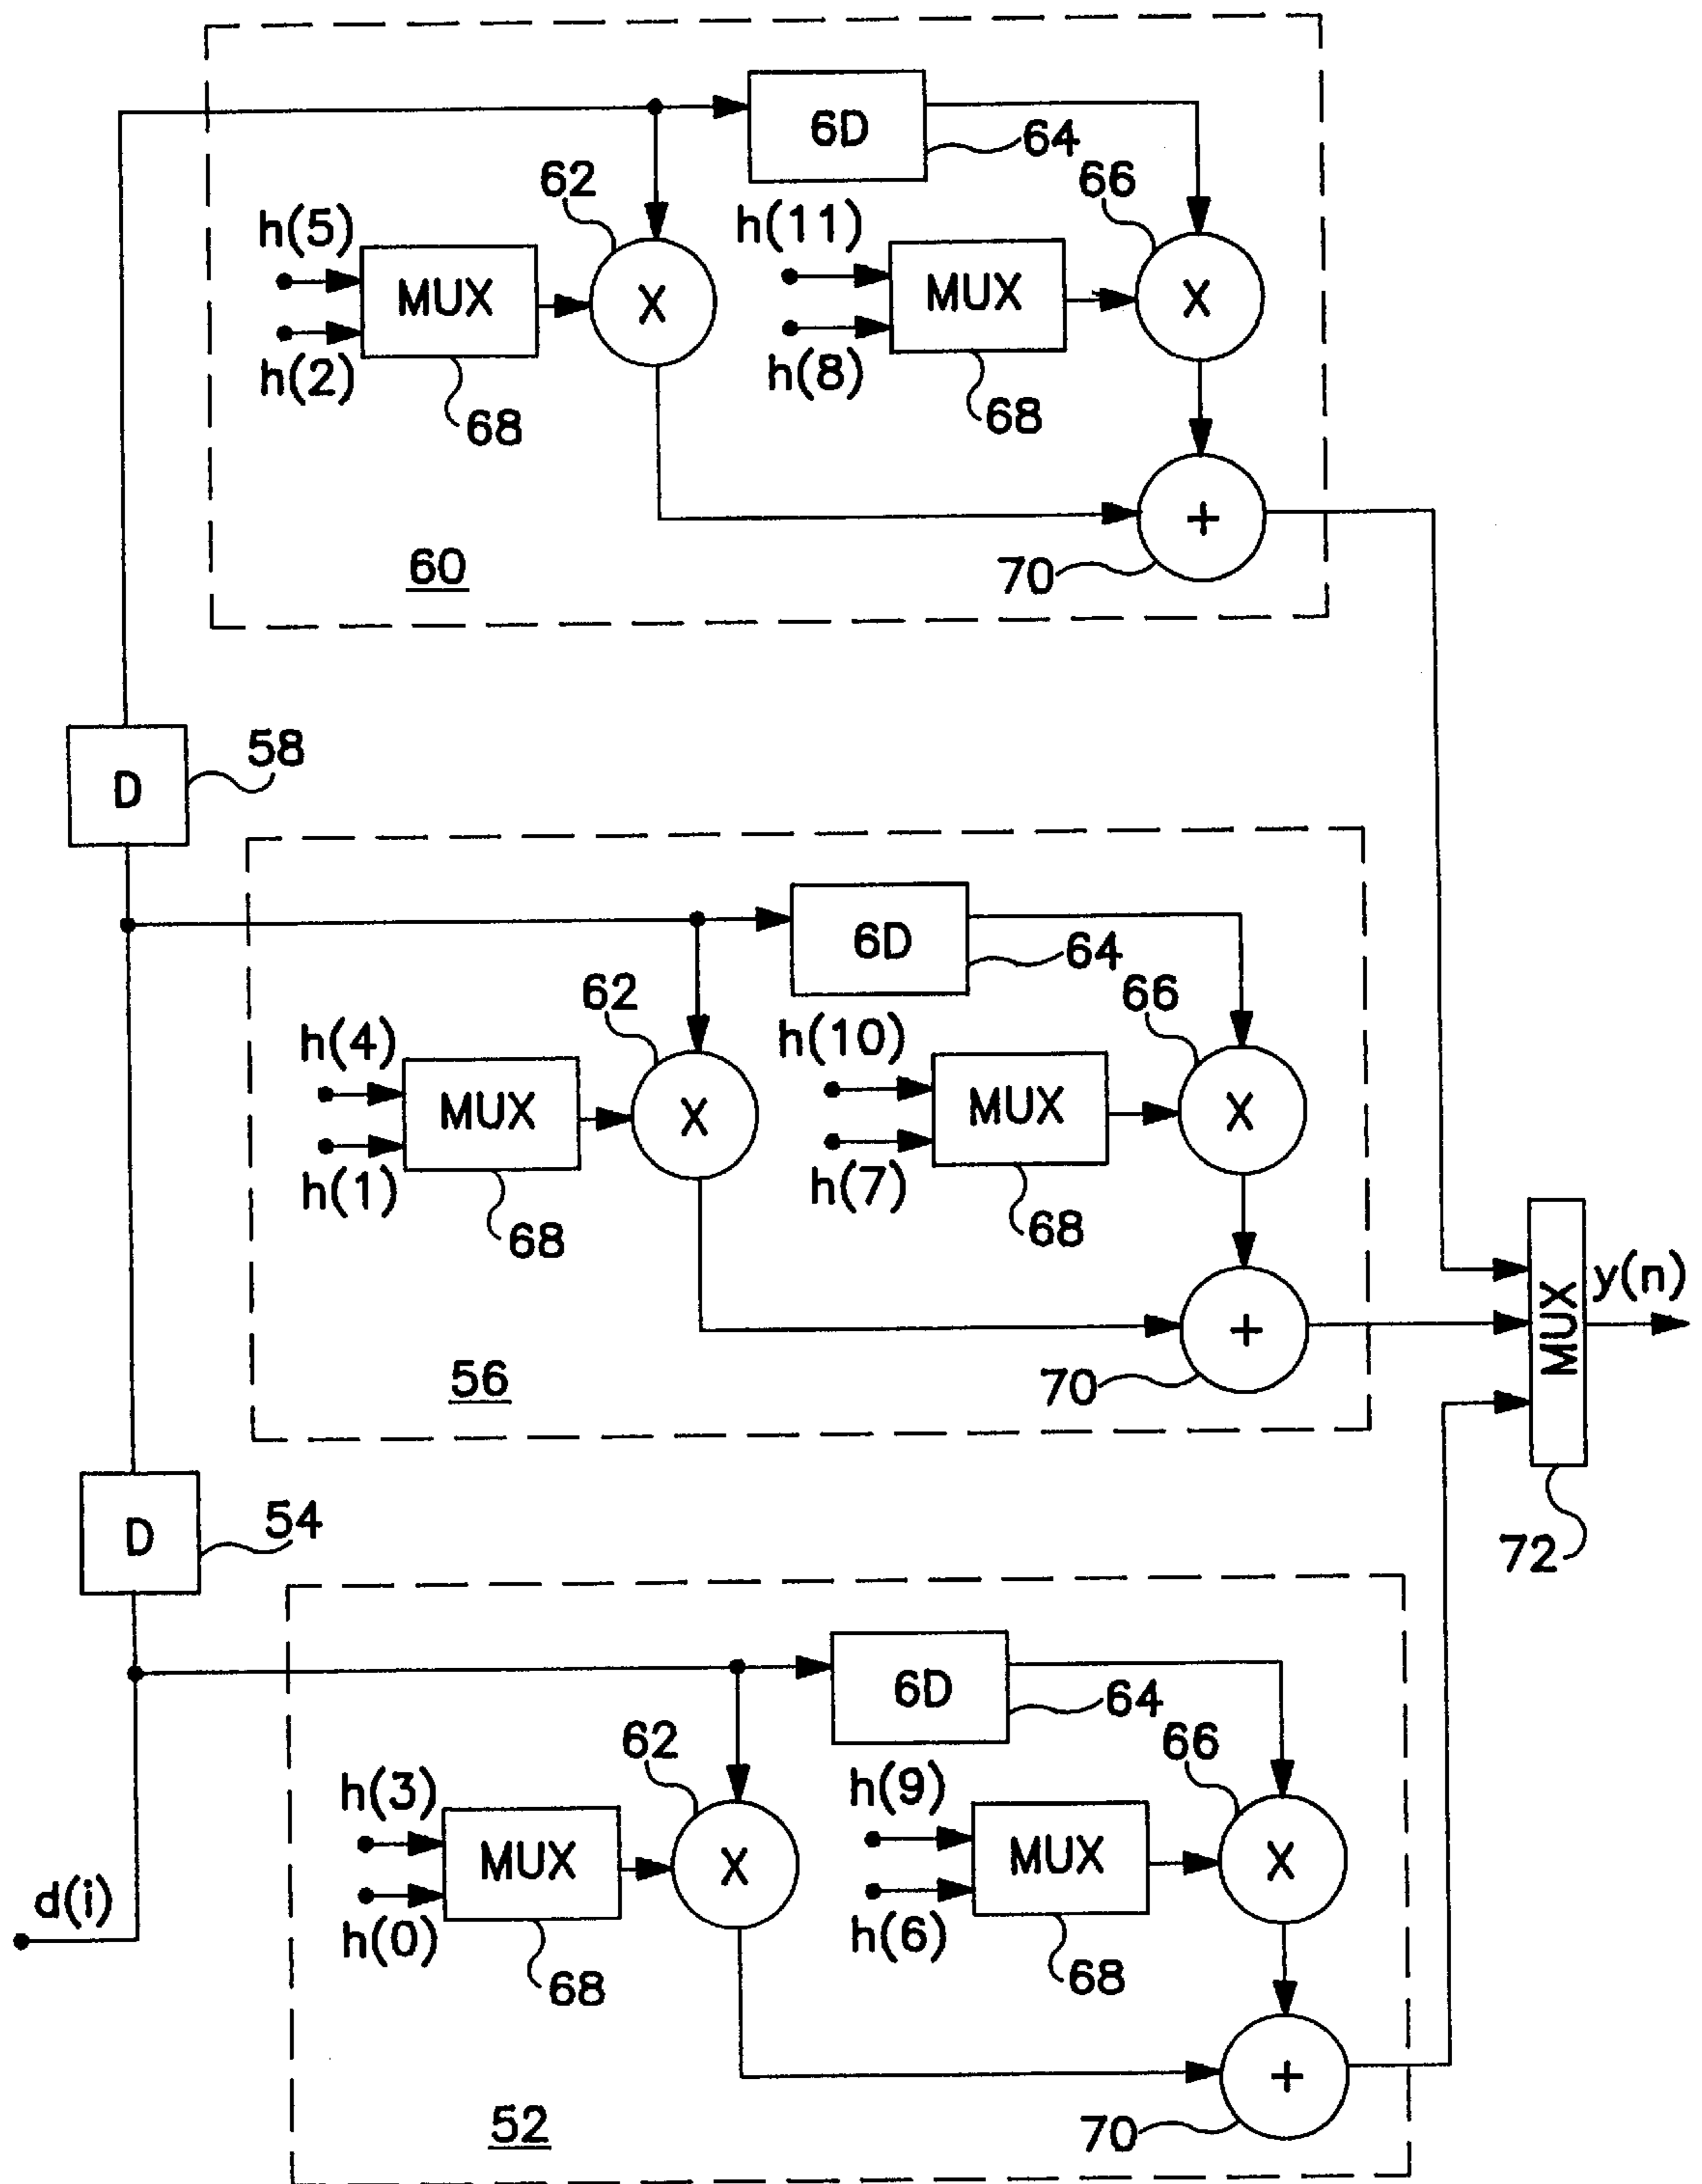 6D
64
62
66
h(5)
h(11)
MUX
X
MUX
X
h(2)
h(8)
68
68
+
70
60
D
58
6D
64
62
66
h(4)
h(10)
MUX
X
MUX
X
h(1)
h(7)
68
68
+
70
56
MUX
y(n)
72
D
54
6D
64
62
66
h(3)
h(9)
MUX
X
MUX
X
d(i)
h(0)
h(6)
68
68
+
70
52